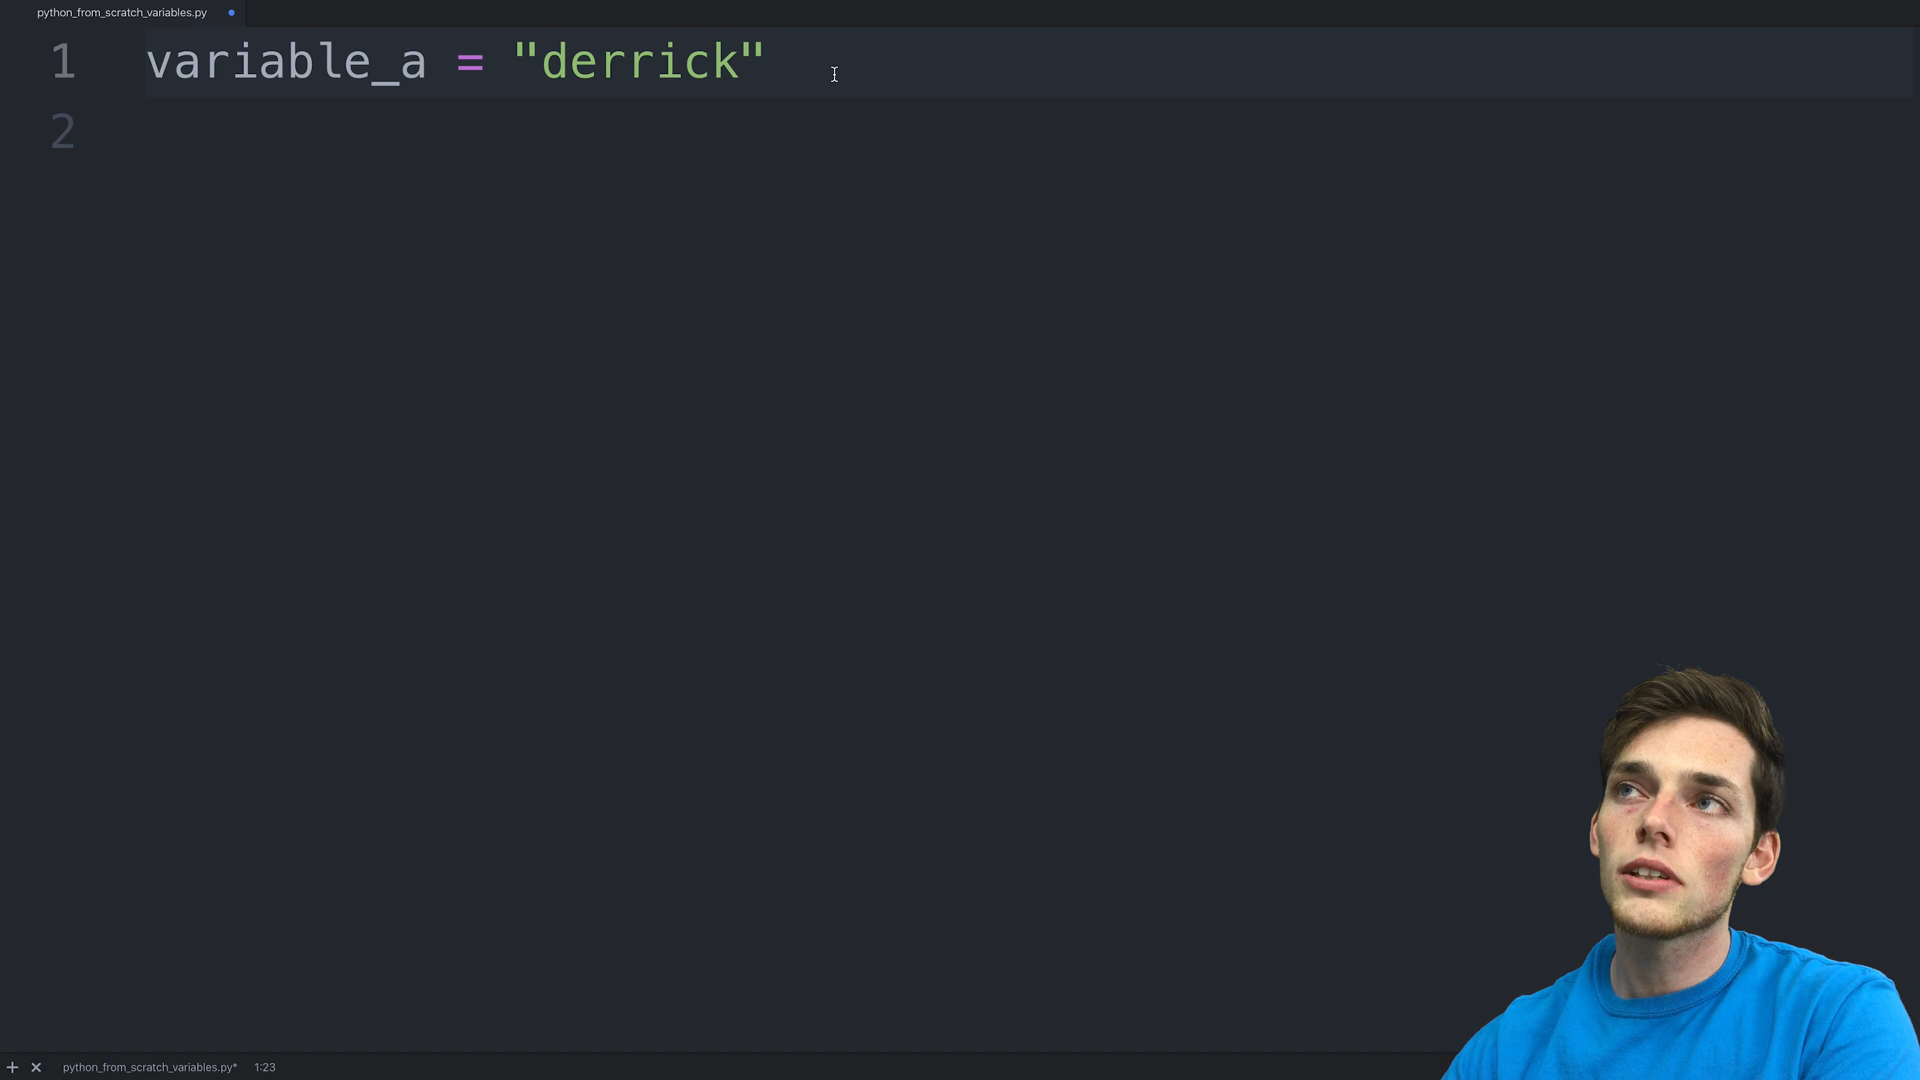 python_from_scratch_variables.py
1 variable_a = "derrick"
2
python_from_scratch_variables.py* 1:23